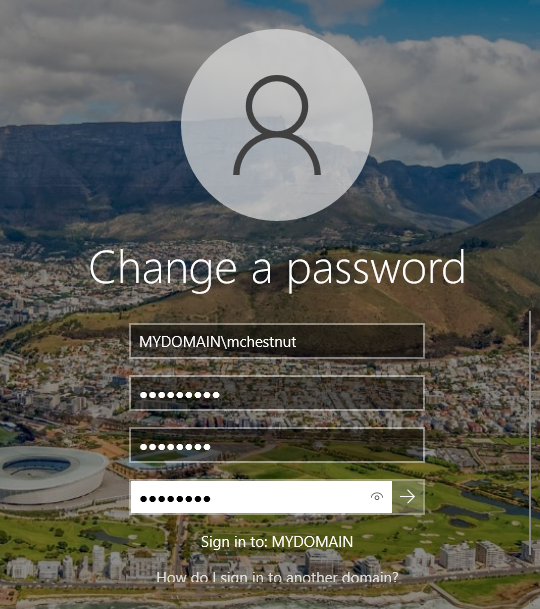 Change a password
MYDOMAIN\mchestnut
●●●●●●●●●
●●●●●●●●
●●●●●●●●
Sign in to: MYDOMAIN
How do I sign in to another domain?